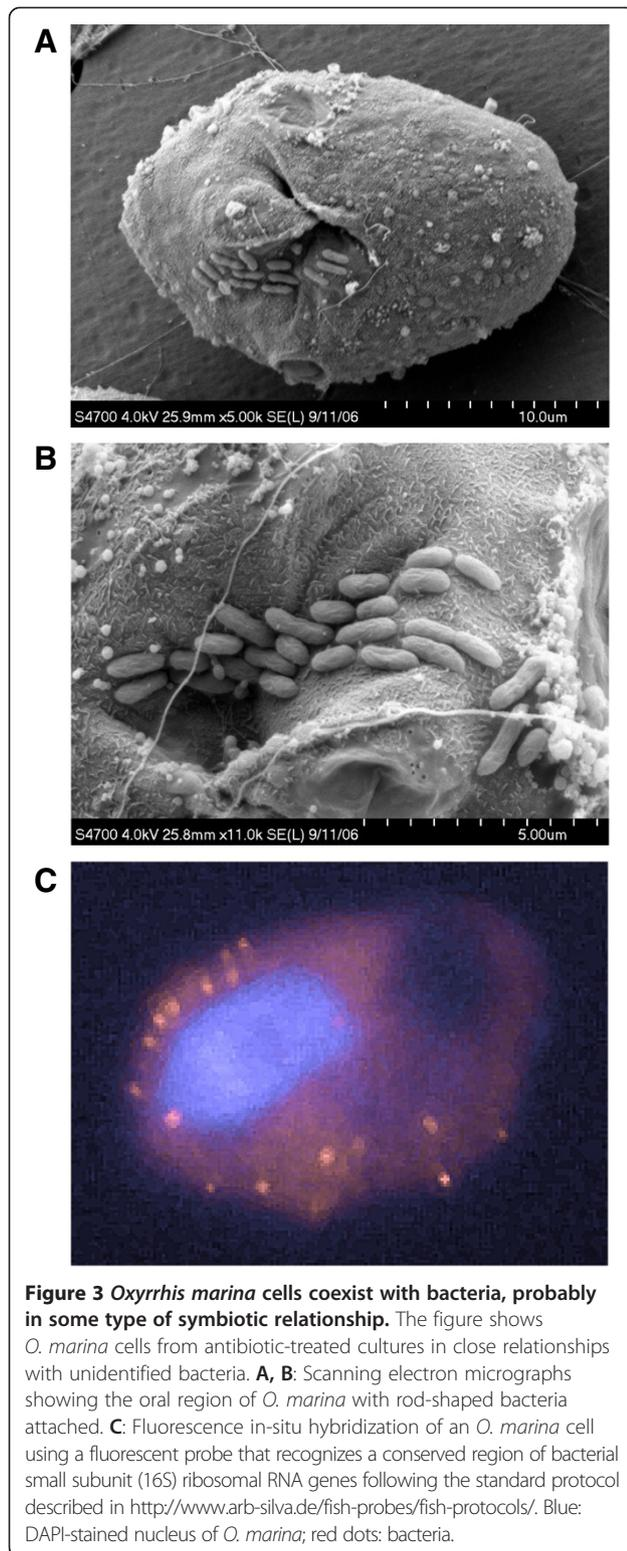 A
S4700 4.0kV 25.9mm x5.00k SE(L) 9/11/06 10.0um
B
S4700 4.0kV 25.8mm x11.0k SE(L) 9/11/06 5.00um
C
Figure 3 Oxyrrhis marina cells coexist with bacteria, probably
in some type of symbiotic relationship. The figure shows
O. marina cells from antibiotic-treated cultures in close relationships
with unidentified bacteria. A, B: Scanning electron micrographs
showing the oral region of O. marina with rod-shaped bacteria
attached. C: Fluorescence in-situ hybridization of an O. marina cell
using a fluorescent probe that recognizes a conserved region of bacterial
small subunit (16S) ribosomal RNA genes following the standard protocol
described in http://www.arb-silva.de/fish-probes/fish-protocols/. Blue:
DAPI-stained nucleus of O. marina; red dots: bacteria.